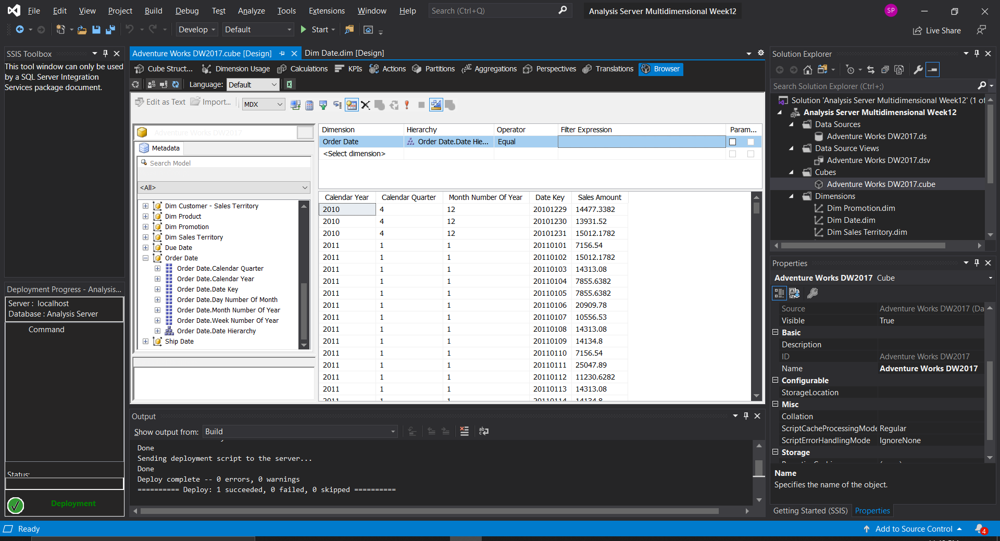 File Edit View Project Build Debug Test Analyze Tools Extensions Window Help Search (Ctrl+Q) Analysis Server Multidimensional Week12 SP
Develop Default Start Live Share
SSIS Toolbox
This tool window can only be used
by a SQL Server Integration
Services package document.
Deployment Progress - Analysis...
Server : localhost
Database : Analysis Server
Command
Status:
Deployment
Adventure Works DW2017.cube [Design] Dim Date.dim [Design]
Cube Struct... Dimension Usage Calculations KPIs Actions Partitions Aggregations Perspectives Translations Browser
Language: Default
Edit as Text Import... MDX
Adventure Works DW2017
Metadata
Search Model
<All>
Dim Customer - Sales Territory
Dim Product
Dim Promotion
Dim Sales Territory
Due Date
Order Date
Order Date.Calendar Quarter
Order Date.Calendar Year
Order Date.Date Key
Order Date.Day Number Of Month
Order Date.Month Number Of Year
Order Date.Week Number Of Year
Order Date.Date Hierarchy
Ship Date
Dimension Hierarchy Operator Filter Expression Param...
Order Date Order Date.Date Hie... Equal
<Select dimension>
Calendar Year Calendar Quarter Month Number Of Year Date Key Sales Amount
2010 4 12 20101229 14477.3382
2010 4 12 20101230 13931.52
2010 4 12 20101231 15012.1782
2011 1 1 20110101 7156.54
2011 1 1 20110102 15012.1782
2011 1 1 20110103 14313.08
2011 1 1 20110104 7855.6382
2011 1 1 20110105 7855.6382
2011 1 1 20110106 20909.78
2011 1 1 20110107 10556.53
2011 1 1 20110108 14313.08
2011 1 1 20110109 14134.8
2011 1 1 20110110 7156.54
2011 1 1 20110111 25047.89
2011 1 1 20110112 11230.6282
2011 1 1 20110113 14313.08
2011 1 1 20110114 14134.8
Output
Show output from: Build
Done
Sending deployment script to the server...
Done
Deploy complete -- 0 errors, 0 warnings
========== Deploy: 1 succeeded, 0 failed, 0 skipped ==========
Solution Explorer
Search Solution Explorer (Ctrl+;)
Solution 'Analysis Server Multidimensional Week12' (1 of
Analysis Server Multidimensional Week12
Data Sources
Adventure Works DW2017.ds
Data Source Views
Adventure Works DW2017.dsv
Cubes
Adventure Works DW2017.cube
Dimensions
Dim Promotion.dim
Dim Date.dim
Dim Sales Territory.dim
Properties
Adventure Works DW2017 Cube
Source Adventure Works DW2017 (Da
Visible True
Basic
Description
ID Adventure Works DW2017
Name Adventure Works DW2017
Configurable
StorageLocation
Misc
Collation
ScriptCacheProcessingMode Regular
ScriptErrorHandlingMode IgnoreNone
Storage
Name
Specifies the name of the object.
Getting Started (SSIS) Properties
Ready Add to Source Control 4